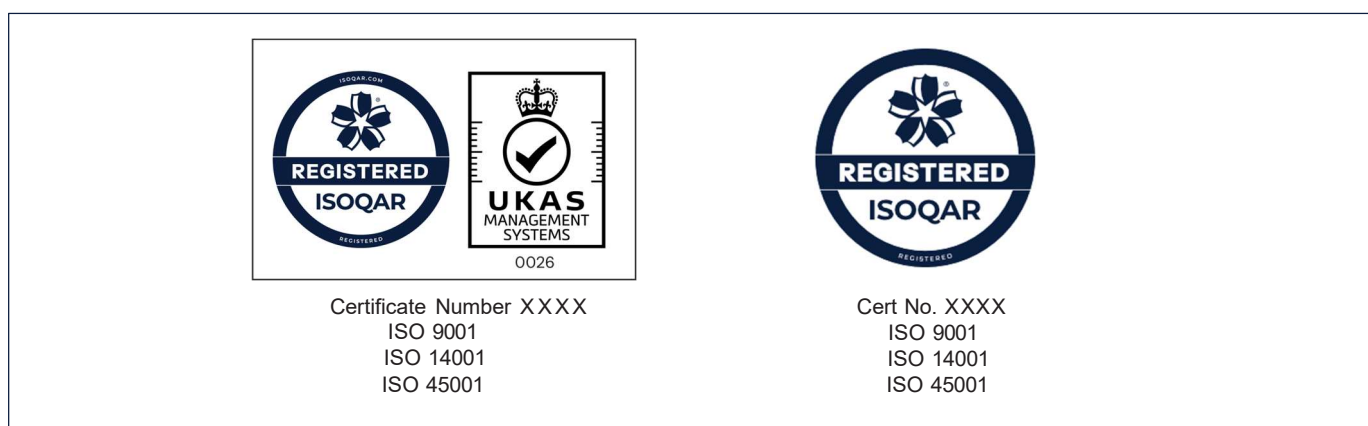 ISOQAR.COM
®
REGISTERED
ISOQAR
REGISTERED
UKAS
MANAGEMENT
SYSTEMS
0026
Certificate Number XXXX
ISO 9001
ISO 14001
ISO 45001
®
REGISTERED
ISOQAR
REGISTERED
Cert No. XXXX
ISO 9001
ISO 14001
ISO 45001